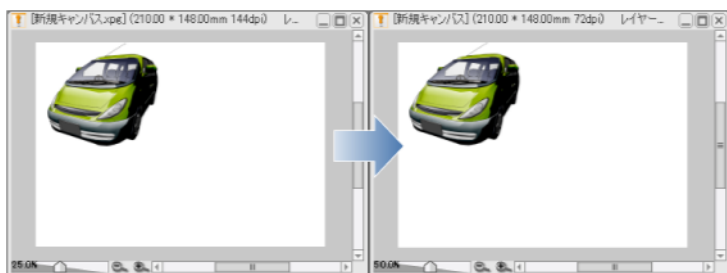 [新規キャンバス.xpg] (210.00 * 148.00mm 144dpi) レ...
[新規キャンバス] (210.00 * 148.00mm 72dpi) レイヤー...
25.0%
50.0%